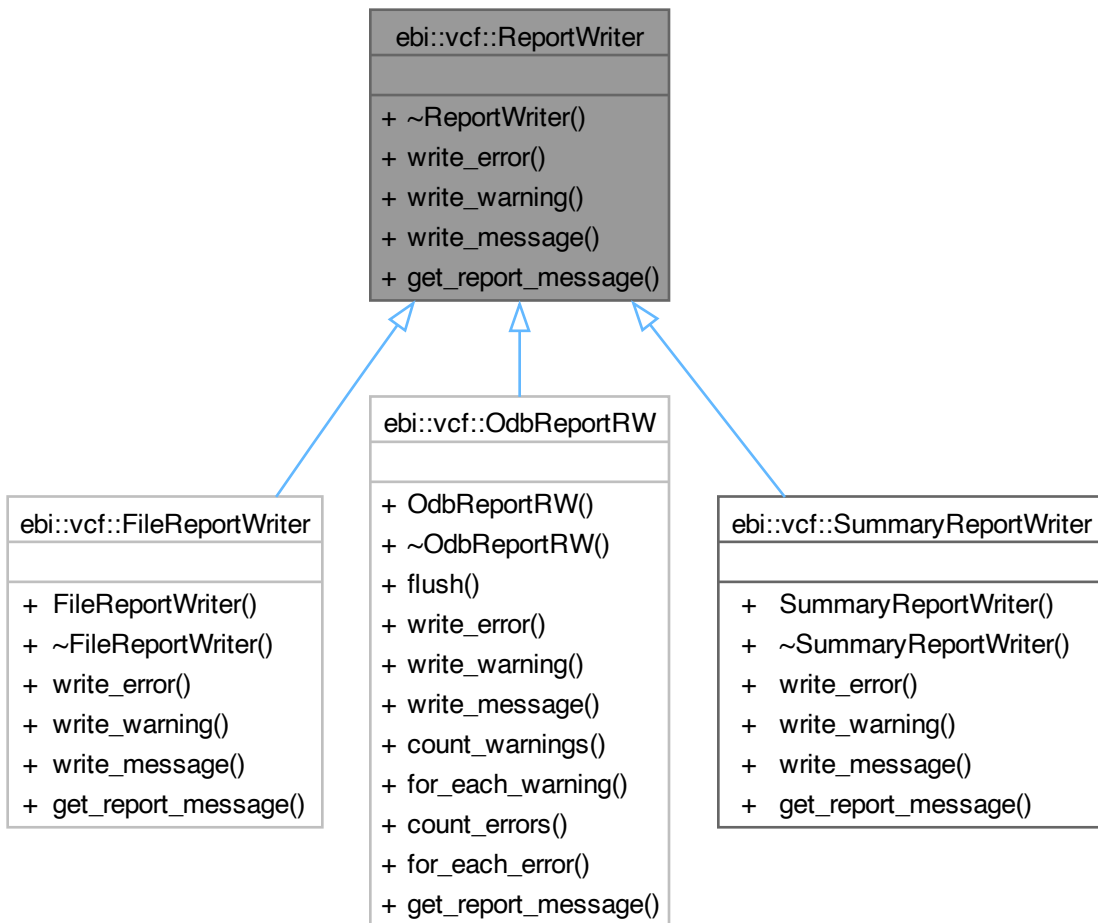 ebi::vcf::ReportWriter
+ ~ReportWriter()
+ write_error()
+ write_warning()
+ write_message()
+ get_report_message()
ebi::vcf::FileReportWriter
+ FileReportWriter()
+ ~FileReportWriter()
+ write_error()
+ write_warning()
+ write_message()
+ get_report_message()
ebi::vcf::OdbReportRW
+ OdbReportRW()
+ ~OdbReportRW()
+ flush()
+ write_error()
+ write_warning()
+ write_message()
+ count_warnings()
+ for_each_warning()
+ count_errors()
+ for_each_error()
+ get_report_message()
ebi::vcf::SummaryReportWriter
+ SummaryReportWriter()
+ ~SummaryReportWriter()
+ write_error()
+ write_warning()
+ write_message()
+ get_report_message()